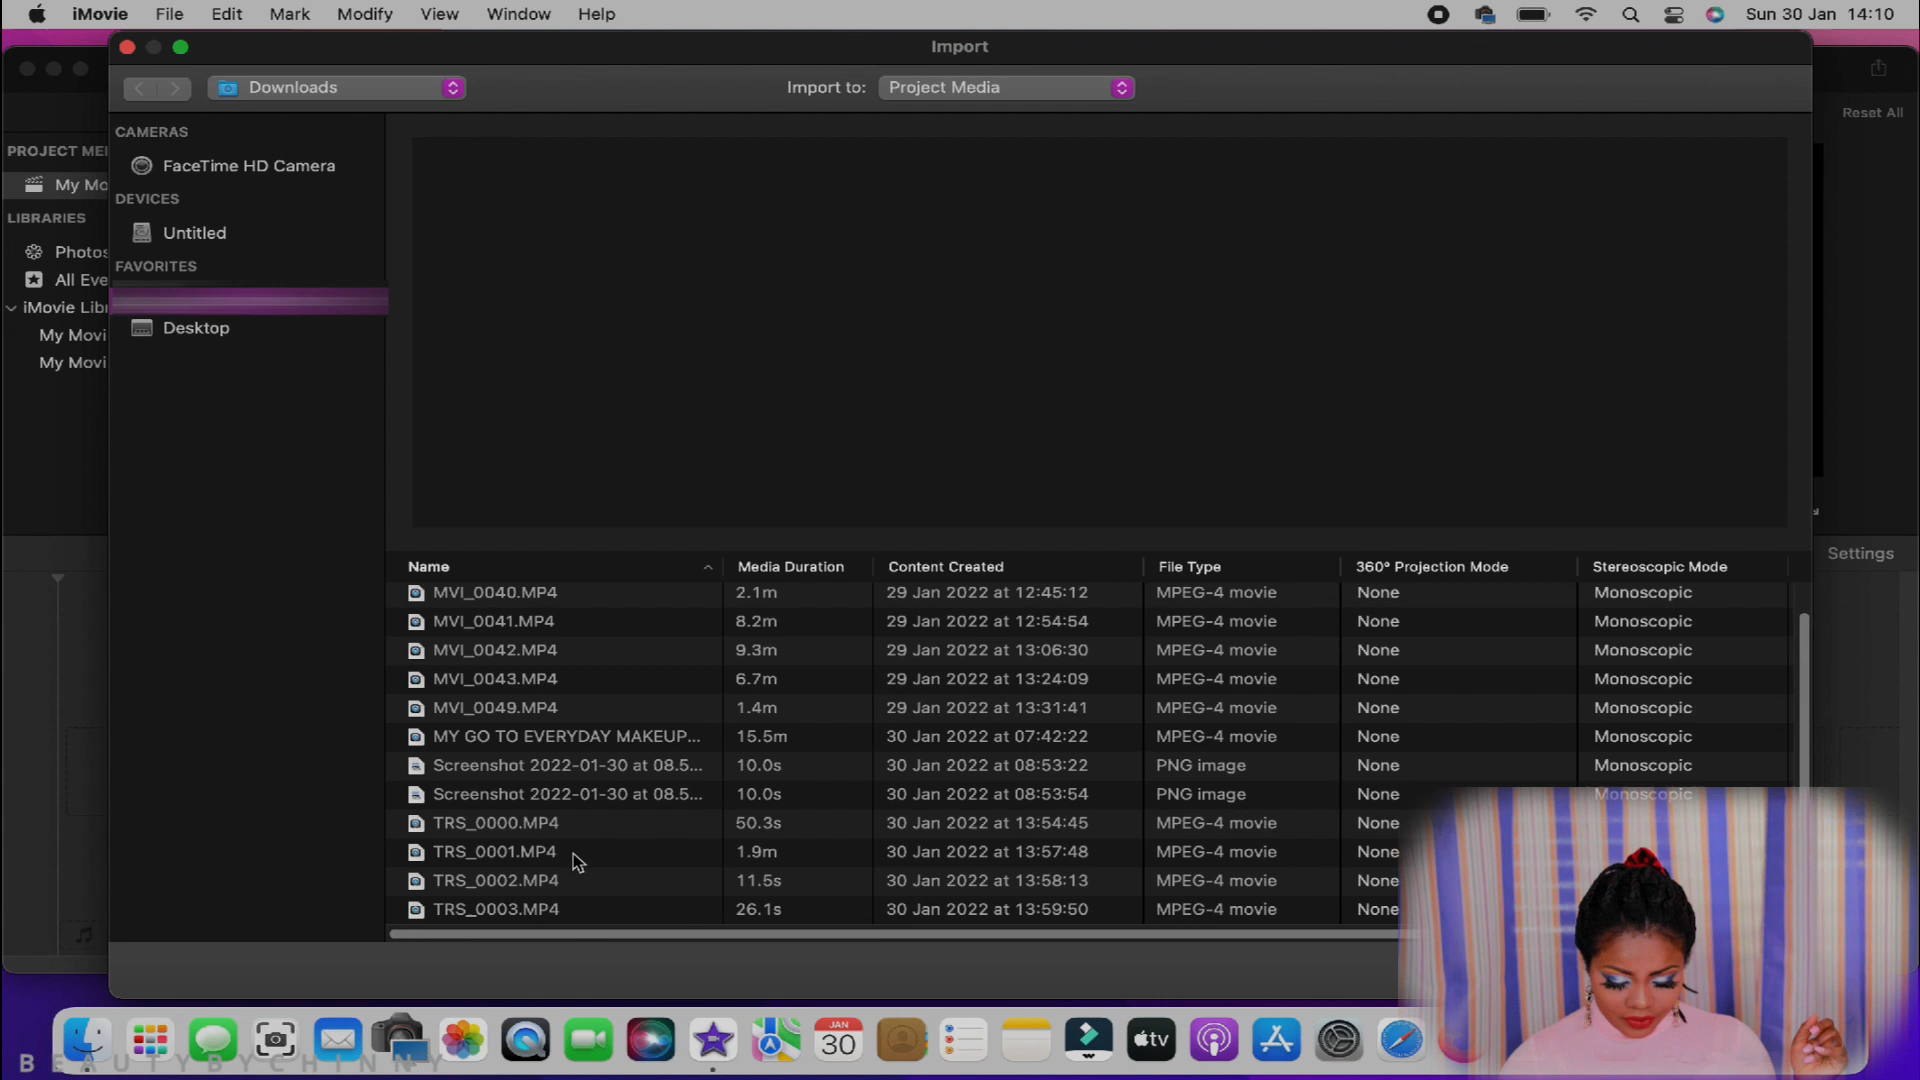 iMovie File Edit Mark Modify View Window Help Sun 30 Jan 14:10
Import
Downloads Import to: Project Media
Reset All
CAMERAS
PROJECT ME
FaceTime HD Camera
My Mo
DEVICES
LIBRARIES
Untitled
Photos
FAVORITES
All Eve
iMovie Libr
Desktop
My Movi
My Movi
Settings
Name Media Duration Content Created File Type 360° Projection Mode Stereoscopic Mode
MVI_0040.MP4 2.1m 29 Jan 2022 at 12:45:12 MPEG-4 movie None Monoscopic
MVI_0041.MP4 8.2m 29 Jan 2022 at 12:54:54 MPEG-4 movie None Monoscopic
MVI_0042.MP4 9.3m 29 Jan 2022 at 13:06:30 MPEG-4 movie None Monoscopic
MVI_0043.MP4 6.7m 29 Jan 2022 at 13:24:09 MPEG-4 movie None Monoscopic
MVI_0049.MP4 1.4m 29 Jan 2022 at 13:31:41 MPEG-4 movie None Monoscopic
MY GO TO EVERYDAY MAKEUP... 15.5m 30 Jan 2022 at 07:42:22 MPEG-4 movie None Monoscopic
Screenshot 2022-01-30 at 08.5... 10.0s 30 Jan 2022 at 08:53:22 PNG image None Monoscopic
Screenshot 2022-01-30 at 08.5... 10.0s 30 Jan 2022 at 08:53:54 PNG image None Monoscopic
TRS_0000.MP4 50.3s 30 Jan 2022 at 13:54:45 MPEG-4 movie None
TRS_0001.MP4 1.9m 30 Jan 2022 at 13:57:48 MPEG-4 movie None
TRS_0002.MP4 11.5s 30 Jan 2022 at 13:58:13 MPEG-4 movie None
TRS_0003.MP4 26.1s 30 Jan 2022 at 13:59:50 MPEG-4 movie None
JAN
30
tv
BEAUTYBYCHINNY